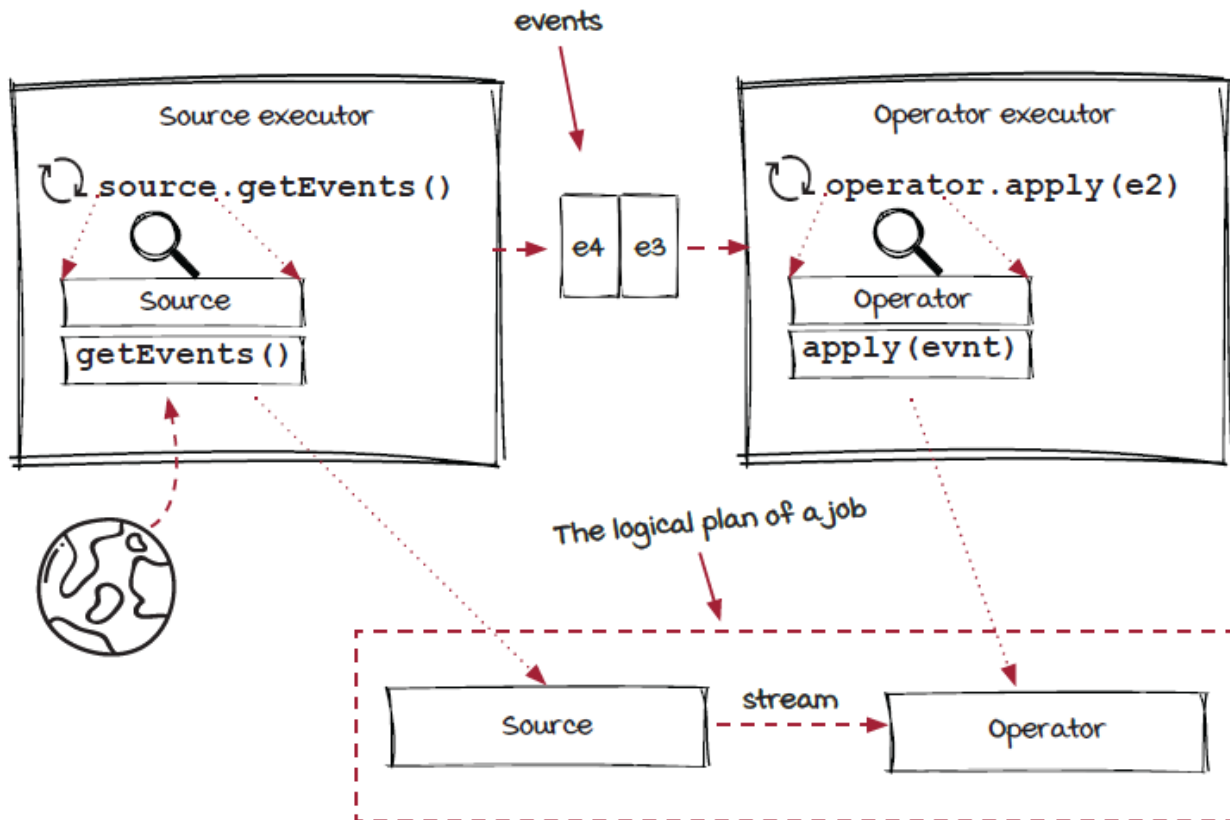 events
Source executor
Operator executor
source.getEvents()
operator.apply(e2)
e4
e3
Source
Operator
getEvents()
apply(evnt)
The logical plan of a job
stream
Source
Operator